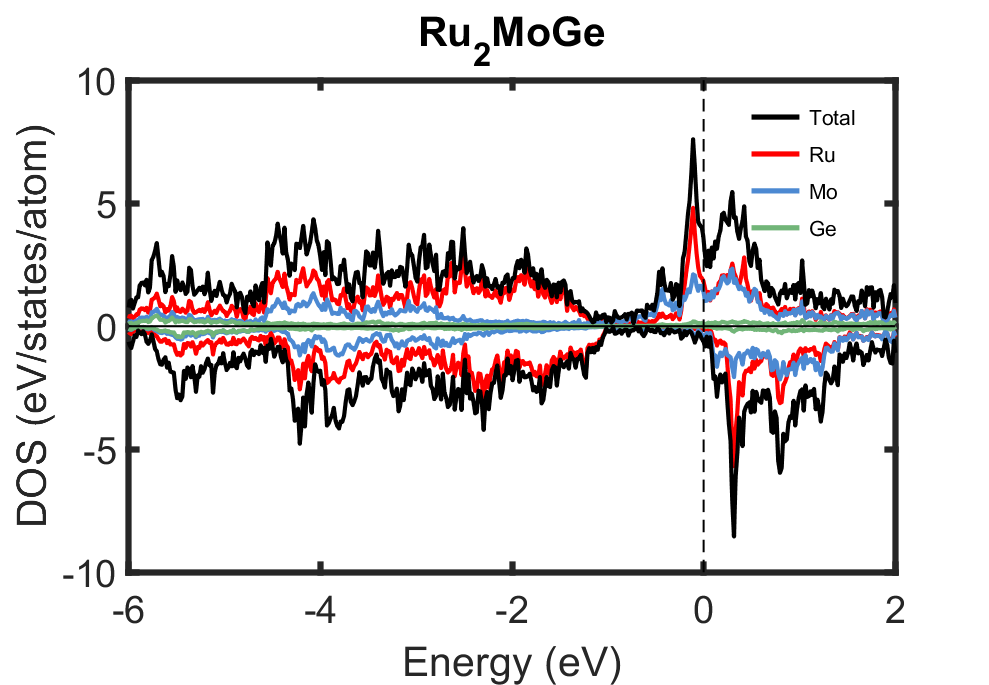 Ru2MoGe
DOS (eV/states/atom)
10
5
0
-5
-10
-6
-4
-2
0
2
Energy (eV)
Total
Ru
Mo
Ge